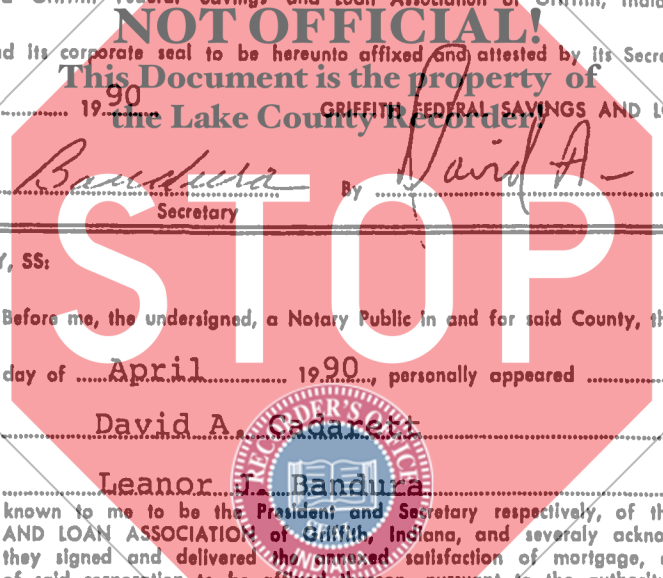 NOT OFFICIAL!
d its corporate seal to be hereunto affixed and attested by its Secre
This Document is the property of
19 90 GRIFFITH FEDERAL SAVINGS AND L
the Lake County Recorder!
Bandura By David A
Secretary
STOP
Y, SS:
Before me, the undersigned, a Notary Public in and for said County, th
day of April 19 90, personally appeared
David A. Cadarett
Leanor J. Bandura
RECORDER'S OFFICE
known to me to be the President and Secretary respectively, of th
AND LOAN ASSOCIATION of Griffith, Indiana, and severaly ackno
they signed and delivered the annexed satisfaction of mortgage,